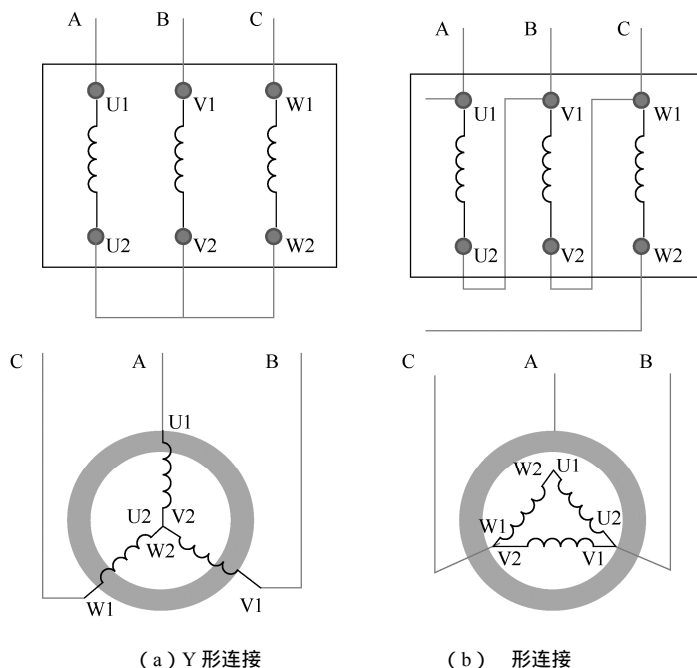 A B C
U1 V1 W1
U2 V2 W2
A B C
U1 V1 W1
U2 V2 W2
C A B
U1
U2 V2
W2
W1 V1
C A B
W2 U1
W1 U2
V2 V1
(a) Y 形连接
(b) 形连接